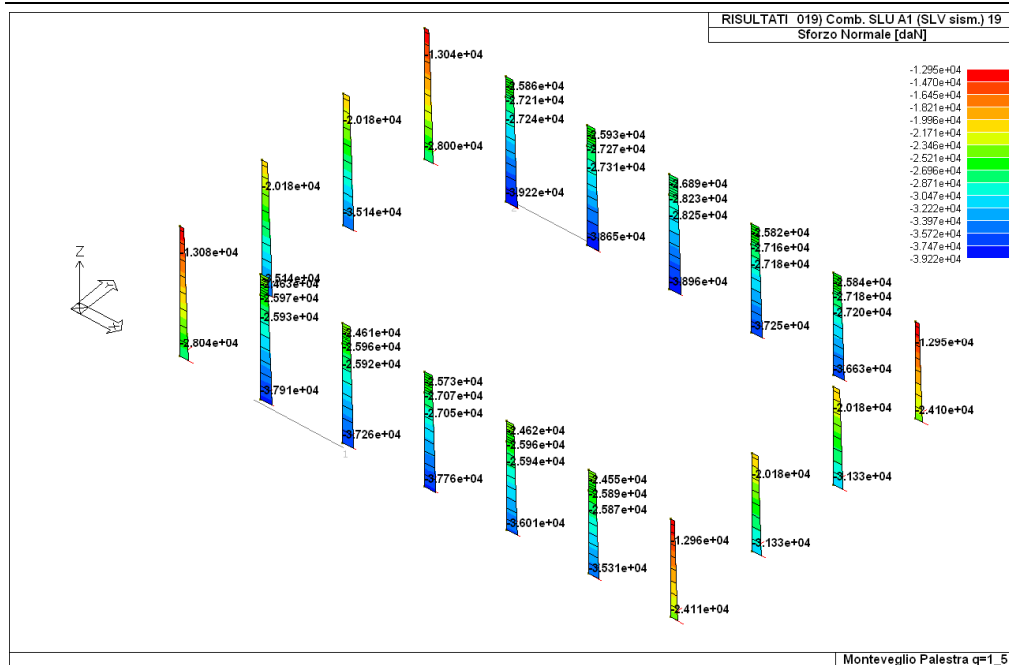 RISULTATI 019) Comb. SLU A1 (SLV sism.) 19
Sforzo Normale [daN]
-1.295e+04
-1.470e+04
-1.645e+04
-1.821e+04
-1.996e+04
-2.171e+04
-2.346e+04
-2.521e+04
-2.696e+04
-2.871e+04
-3.047e+04
-3.222e+04
-3.397e+04
-3.572e+04
-3.747e+04
-3.922e+04
-1.304e+04
-2.800e+04
-2.018e+04
-3.514e+04
-2.018e+04
-3.514e+04
-1.308e+04
-2.804e+04
-2.586e+04
-2.721e+04
-2.724e+04
-3.922e+04
-2.593e+04
-2.727e+04
-2.731e+04
-3.865e+04
-2.689e+04
-2.823e+04
-2.825e+04
-3.896e+04
-2.582e+04
-2.716e+04
-2.718e+04
-3.725e+04
-2.584e+04
-2.718e+04
-2.720e+04
-3.663e+04
-1.295e+04
-2.410e+04
-2.463e+04
-2.597e+04
-2.593e+04
-3.791e+04
-2.461e+04
-2.596e+04
-2.592e+04
-3.726e+04
-2.573e+04
-2.707e+04
-2.705e+04
-3.776e+04
-2.462e+04
-2.596e+04
-2.594e+04
-3.601e+04
-2.455e+04
-2.589e+04
-2.587e+04
-3.531e+04
-1.296e+04
-2.411e+04
-2.018e+04
-3.133e+04
-2.018e+04
-3.133e+04
Z
1
Monteveglio Palestra q=1_5